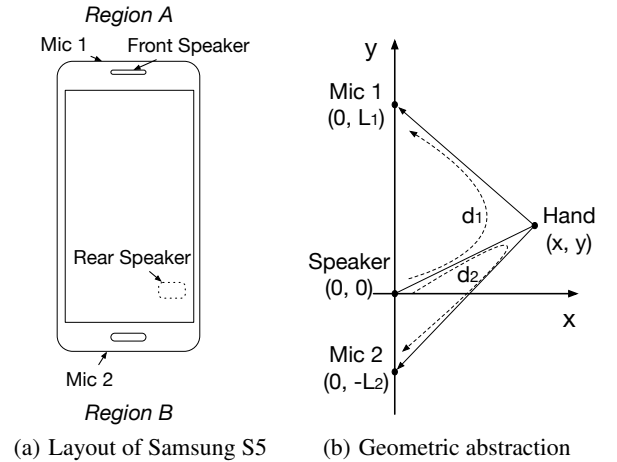 Region A
Mic 1
Front Speaker
Rear Speaker
Mic 2
Region B
(a) Layout of Samsung S5
y
Mic 1
(0, L₁)
d₁
Hand
(x, y)
Speaker
(0, 0)
d₂
x
Mic 2
(0, -L₂)
(b) Geometric abstraction